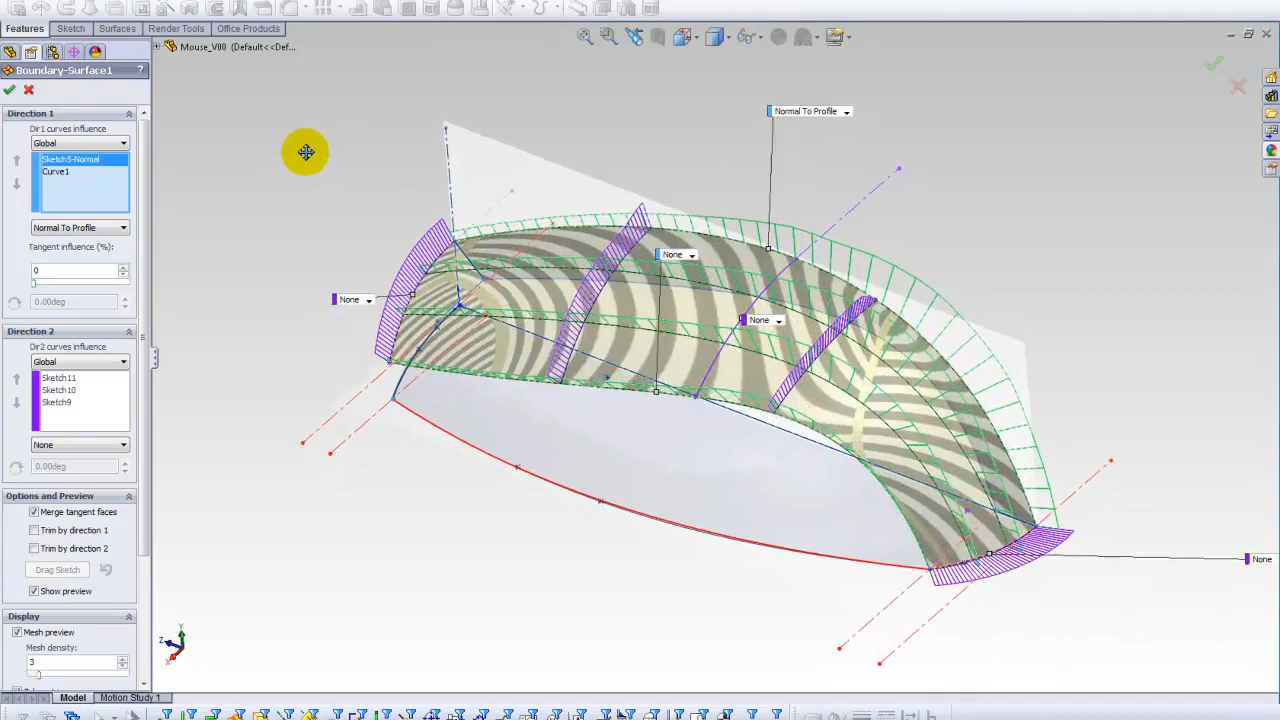 Features Sketch Surfaces Render Tools Office Products
Mouse_V00 (Default<<Def...
Boundary-Surface1 ?
Direction 1
Dir1 curves influence
Global
Sketch5-Normal
Curve1
Normal To Profile
Tangent influence (%):
0
0.00deg
Direction 2
Dir2 curves influence
Global
Sketch11
Sketch10
Sketch9
None
0.00deg
Options and Preview
Merge tangent faces
Trim by direction 1
Trim by direction 2
Drag Sketch
Show preview
Display
Mesh preview
Mesh density:
3
Normal To Profile
None
None
None
None
Y
Z
X
Model Motion Study 1